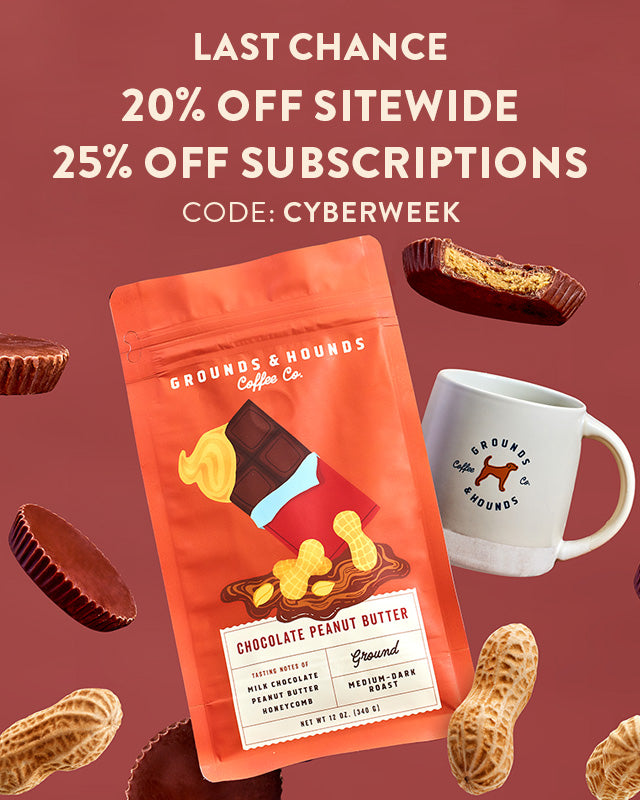 LAST CHANCE
20% OFF SITEWIDE
25% OFF SUBSCRIPTIONS
CODE: CYBERWEEK
GROUNDS & HOUNDS
Coffee Co.
CHOCOLATE PEANUT BUTTER
TASTING NOTES OF
MILK CHOCOLATE
PEANUT BUTTER
HONEYCOMB
Ground
MEDIUM-DARK
ROAST
NET WT 12 OZ. (340 G)
GROUNDS
Coffee Co.
& HOUNDS